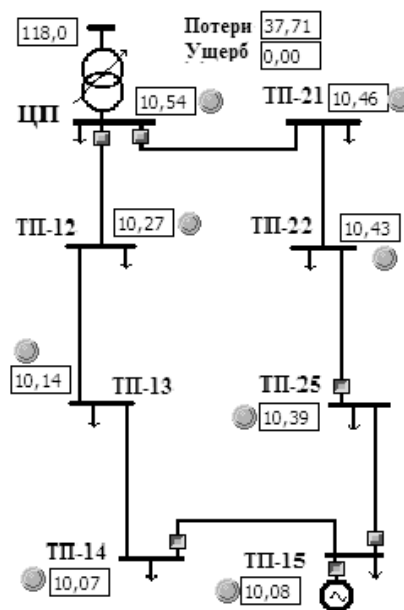 118,0
Потери 37,71
Ущерб 0,00
ЦП 10,54
ТП-21 10,46
ТП-12 10,27
ТП-22 10,43
10,14 ТП-13
ТП-25 10,39
ТП-14 10,07
ТП-15 10,08